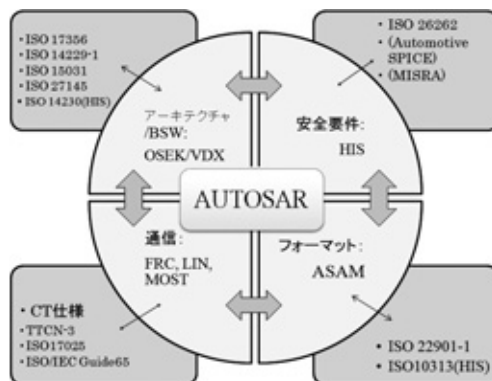 ・ISO 17356
・ISO 14229-1
・ISO 15031
・ISO 27145
・ISO 14230(HIS)
・ISO 26262
・(Automotive
SPICE)
・(MISRA)
アーキテクチャ
/BSW:
OSEK/VDX
安全要件:
HIS
AUTOSAR
通信:
FRC, LIN,
MOST
フォーマット:
ASAM
・CT仕様
・TTCN-3
・ISO17025
・ISO/IEC Guide65
・ISO 22901-1
・ISO10313(HIS)